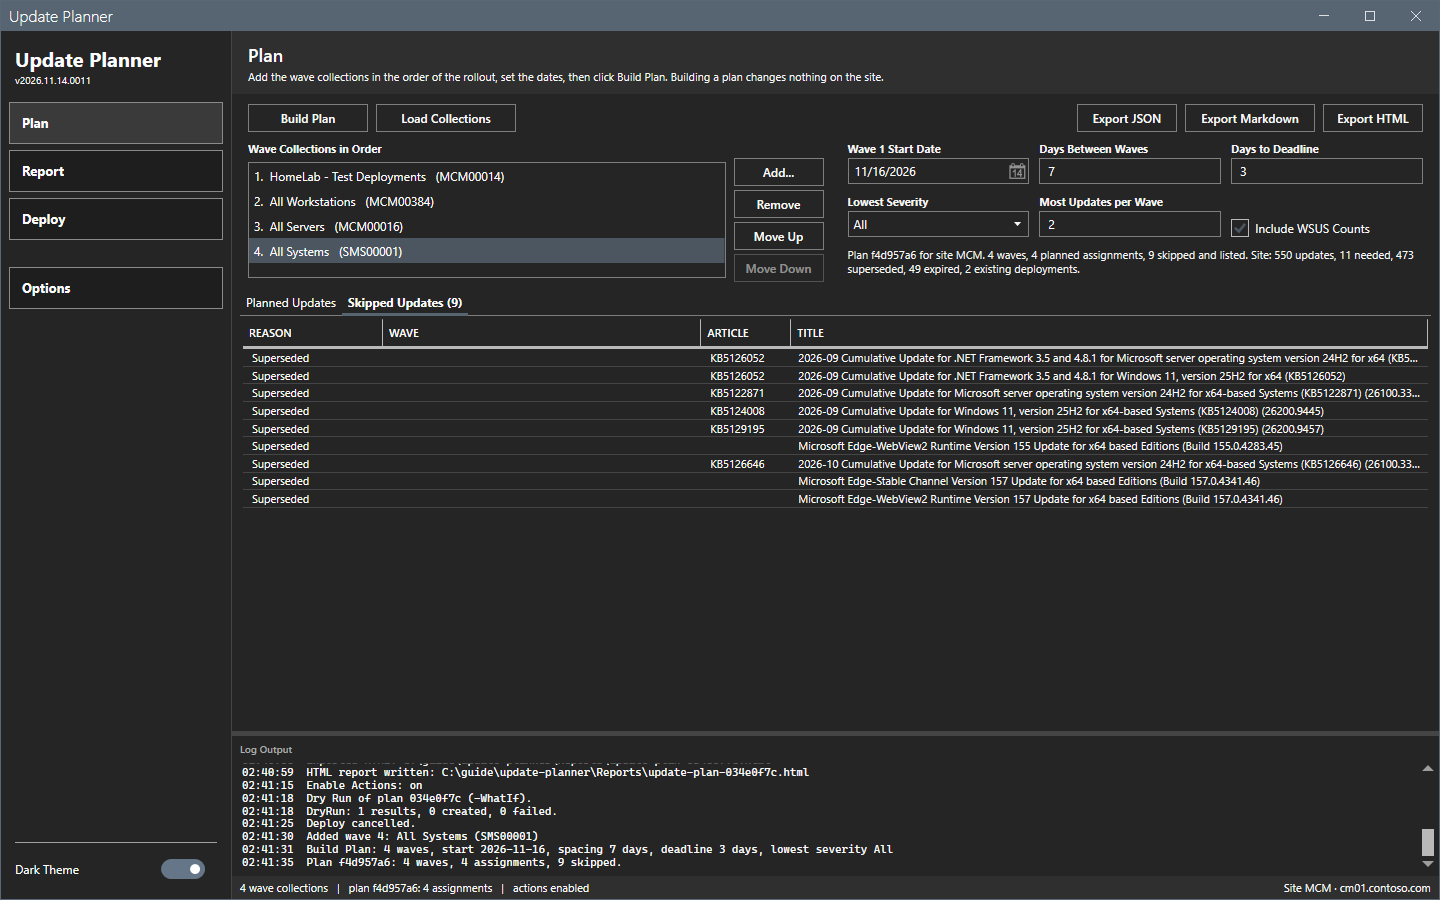 Update Planner
Update Planner
v2026.11.14.0011
Plan
Report
Deploy
Options
Dark Theme
Plan
Add the wave collections in the order of the rollout, set the dates, then click Build Plan. Building a plan changes nothing on the site.
Build Plan
Load Collections
Export JSON
Export Markdown
Export HTML
Wave Collections in Order
1. HomeLab - Test Deployments (MCM00014)
2. All Workstations (MCM00384)
3. All Servers (MCM00016)
4. All Systems (SMS00001)
Add...
Remove
Move Up
Move Down
Wave 1 Start Date
Days Between Waves
Days to Deadline
11/16/2026
14
7
3
Lowest Severity
Most Updates per Wave
All
2
Include WSUS Counts
Plan f4d957a6 for site MCM. 4 waves, 4 planned assignments, 9 skipped and listed. Site: 550 updates, 11 needed, 473
superseded, 49 expired, 2 existing deployments.
Planned Updates
Skipped Updates (9)
REASON WAVE ARTICLE TITLE
Superseded KB5126052 2026-09 Cumulative Update for .NET Framework 3.5 and 4.8.1 for Microsoft server operating system version 24H2 for x64 (KB5...
Superseded KB5126052 2026-09 Cumulative Update for .NET Framework 3.5 and 4.8.1 for Windows 11, version 25H2 for x64 (KB5126052)
Superseded KB5122871 2026-09 Cumulative Update for Microsoft server operating system version 24H2 for x64-based Systems (KB5122871) (26100.33...
Superseded KB5124008 2026-09 Cumulative Update for Windows 11, version 25H2 for x64-based Systems (KB5124008) (26200.9445)
Superseded KB5129195 2026-09 Cumulative Update for Windows 11, version 25H2 for x64-based Systems (KB5129195) (26200.9457)
Superseded Microsoft Edge-WebView2 Runtime Version 155 Update for x64 based Editions (Build 155.0.4283.45)
Superseded KB5126646 2026-10 Cumulative Update for Microsoft server operating system version 24H2 for x64-based Systems (KB5126646) (26100.33...
Superseded Microsoft Edge-Stable Channel Version 157 Update for x64 based Editions (Build 157.0.4341.46)
Superseded Microsoft Edge-WebView2 Runtime Version 157 Update for x64 based Editions (Build 157.0.4341.46)
Log Output
02:40:59 HTML report written: C:\guide\update-planner\Reports\update-plan-034e0f7c.html
02:41:15 Enable Actions: on
02:41:18 Dry Run of plan 034e0f7c (-WhatIf).
02:41:18 DryRun: 1 results, 0 created, 0 failed.
02:41:25 Deploy cancelled.
02:41:30 Added wave 4: All Systems (SMS00001)
02:41:31 Build Plan: 4 waves, start 2026-11-16, spacing 7 days, deadline 3 days, lowest severity All
02:41:35 Plan f4d957a6: 4 waves, 4 assignments, 9 skipped.
4 wave collections | plan f4d957a6: 4 assignments | actions enabled
Site MCM · cm01.contoso.com